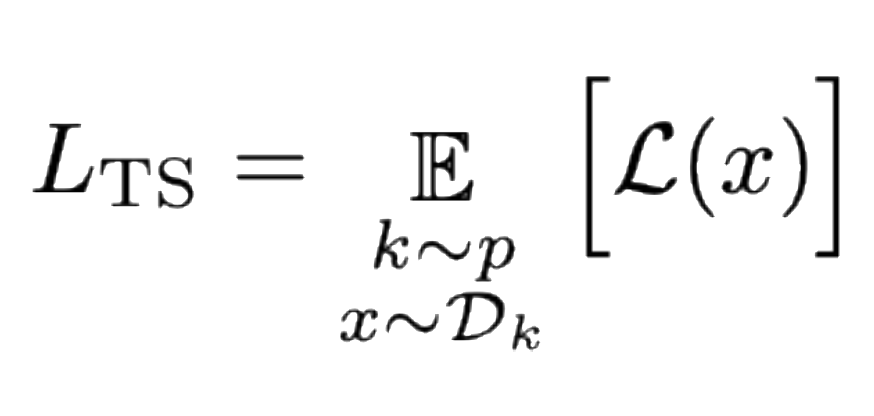 L_TS = 𝔼 [ℒ(x)]
k∼p
x∼𝒟_k